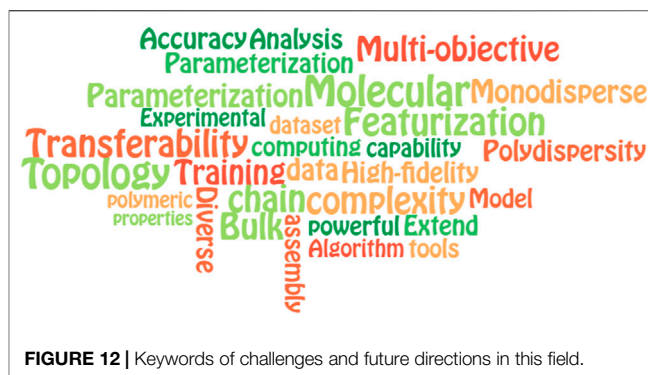 Accuracy Analysis Multi-objective
Parameterization
Parameterization Molecular Monodisperse
Experimental dataset Featurization
Transferability computing capability Polydispersity
Topology Training data High-fidelity
polymeric Diverse chain complexity Model
properties Bulk assembly powerful Extend
Algorithm tools
FIGURE 12 | Keywords of challenges and future directions in this field.